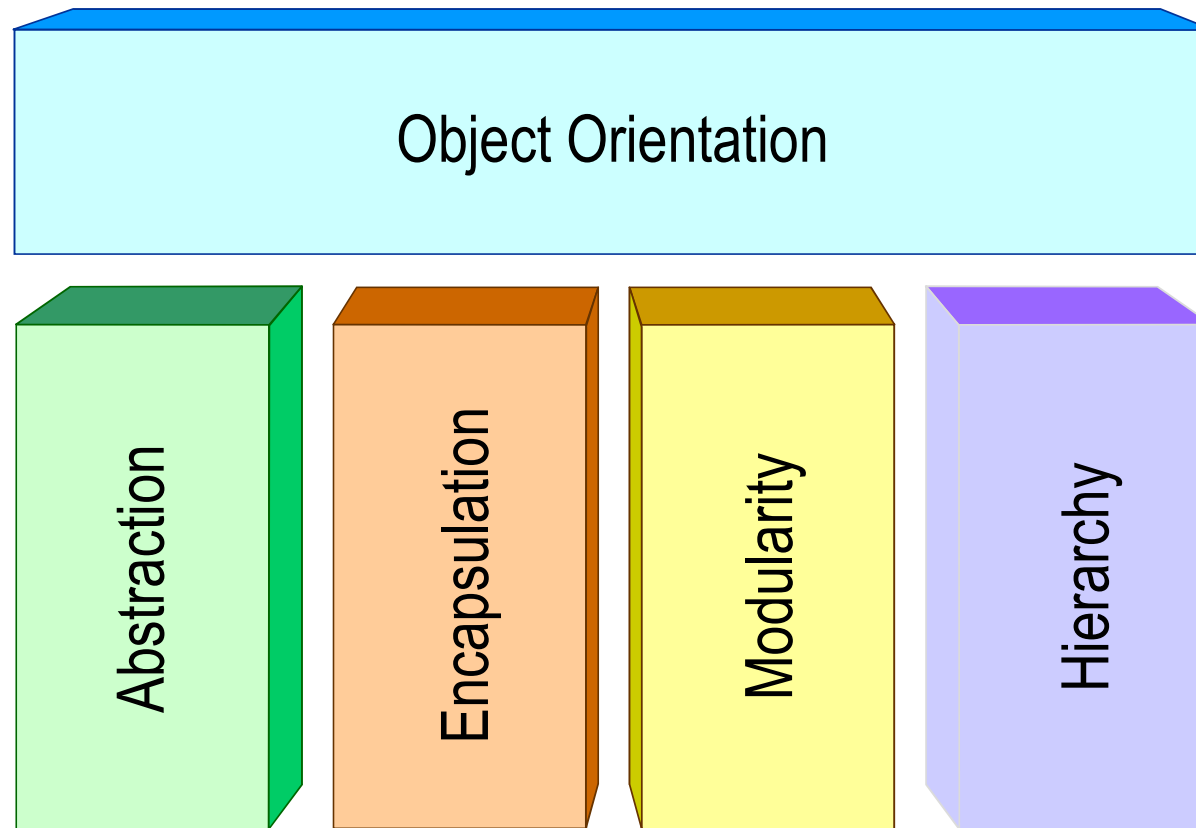 Object Orientation
Abstraction
Encapsulation
Modularity
Hierarchy